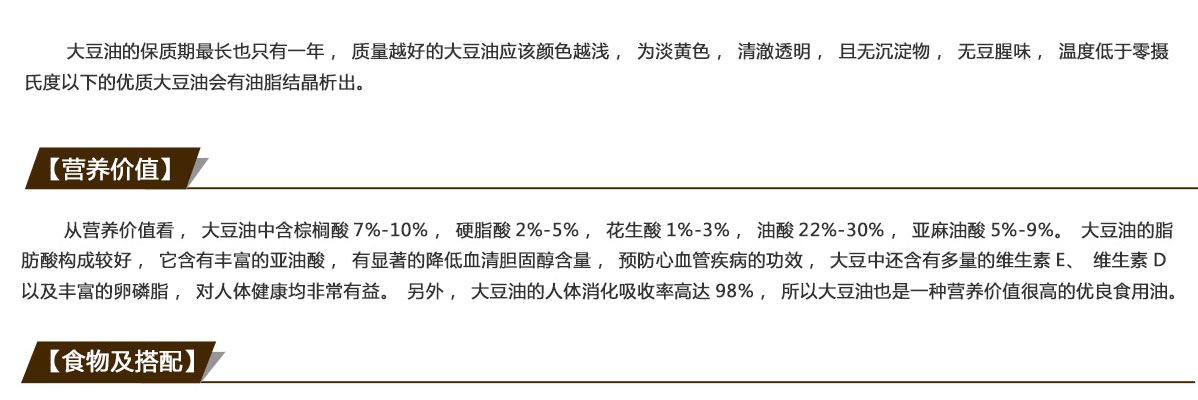 大豆油的保质期最长也只有一年，质量越好的大豆油应该颜色越浅，为淡黄色，清澈透明，且无沉淀物，无豆腥味，温度低于零摄
氏度以下的优质大豆油会有油脂结晶析出。
【营养价值】
从营养价值看，大豆油中含棕榈酸7%-10%，硬脂酸2%-5%，花生酸1%-3%，油酸22%-30%，亚麻油酸5%-9%。大豆油的脂
肪酸构成较好，它含有丰富的亚油酸，有显著的降低血清胆固醇含量，预防心血管疾病的功效，大豆中还含有多量的维生素E、维生素D
以及丰富的卵磷脂，对人体健康均非常有益。另外，大豆油的人体消化吸收率高达98%，所以大豆油也是一种营养价值很高的优良食用油。
【食物及搭配】